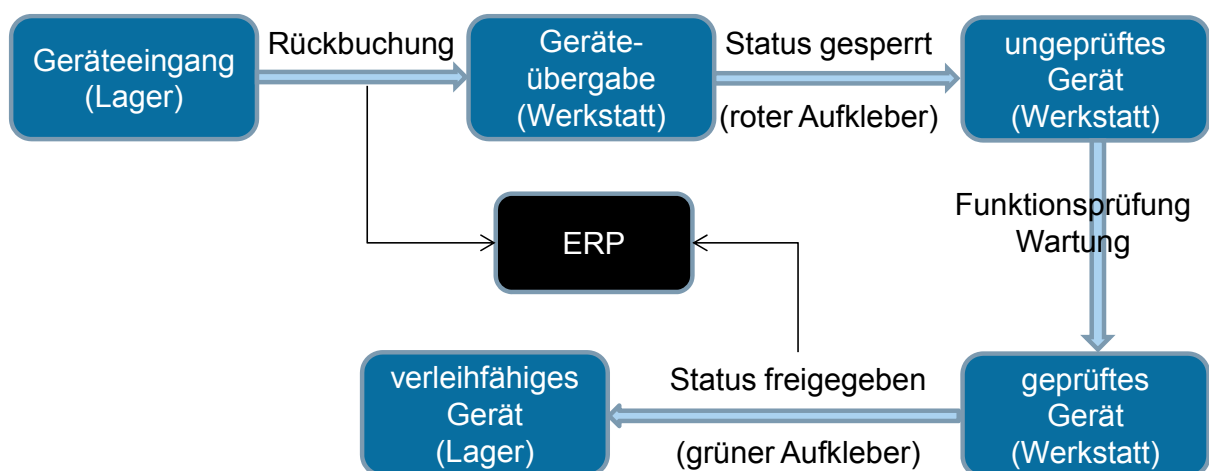 Geräteeingang
(Lager)
Rückbuchung
Geräte-
übergabe
(Werkstatt)
Status gesperrt
(roter Aufkleber)
ungeprüftes
Gerät
(Werkstatt)
Funktionsprüfung
Wartung
ERP
verleihfähiges
Gerät
(Lager)
Status freigegeben
(grüner Aufkleber)
geprüftes
Gerät
(Werkstatt)